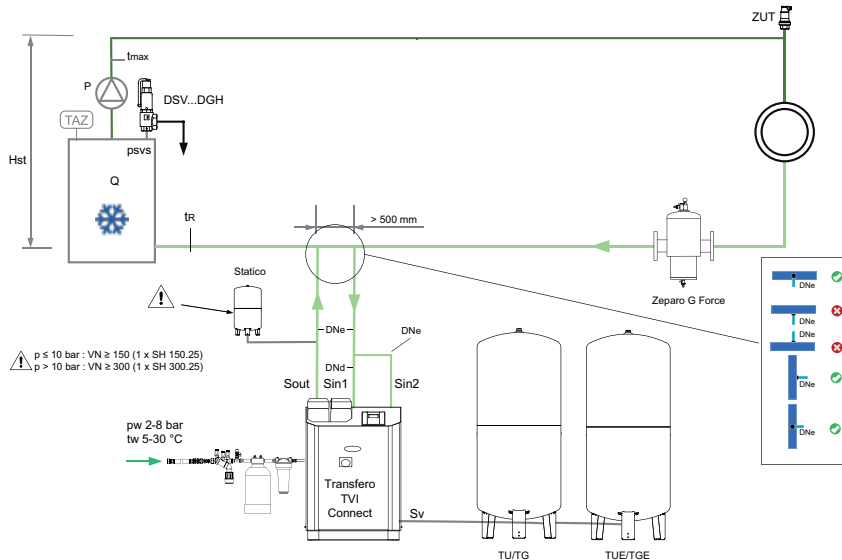 ZUT
tmax
P
DSV...DGH
TAZ
psvs
Hst
Q
tR
> 500 mm
Zeparo G Force
Statico
DNe
DNe
DNd
p ≤ 10 bar : VN ≥ 150 (1 x SH 150.25)
p > 10 bar : VN ≥ 300 (1 x SH 300.25)
Sout
Sin1
Sin2
pw 2-8 bar
tw 5-30 °C
Transfero
TVI
Connect
Sv
TU/TG
TUE/TGE
DNe
DNe
DNe
DNe
DNe